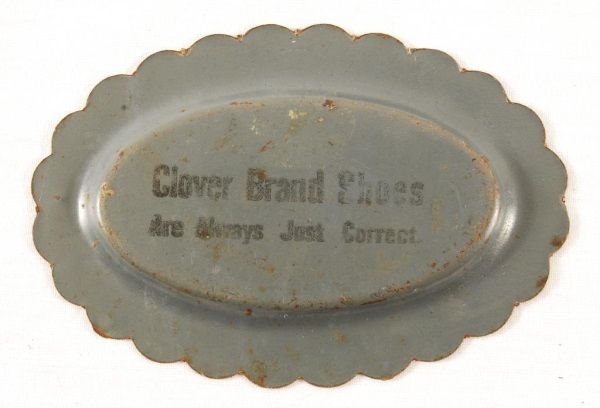 Clover Brand Shoes
Are Always Just Correct.